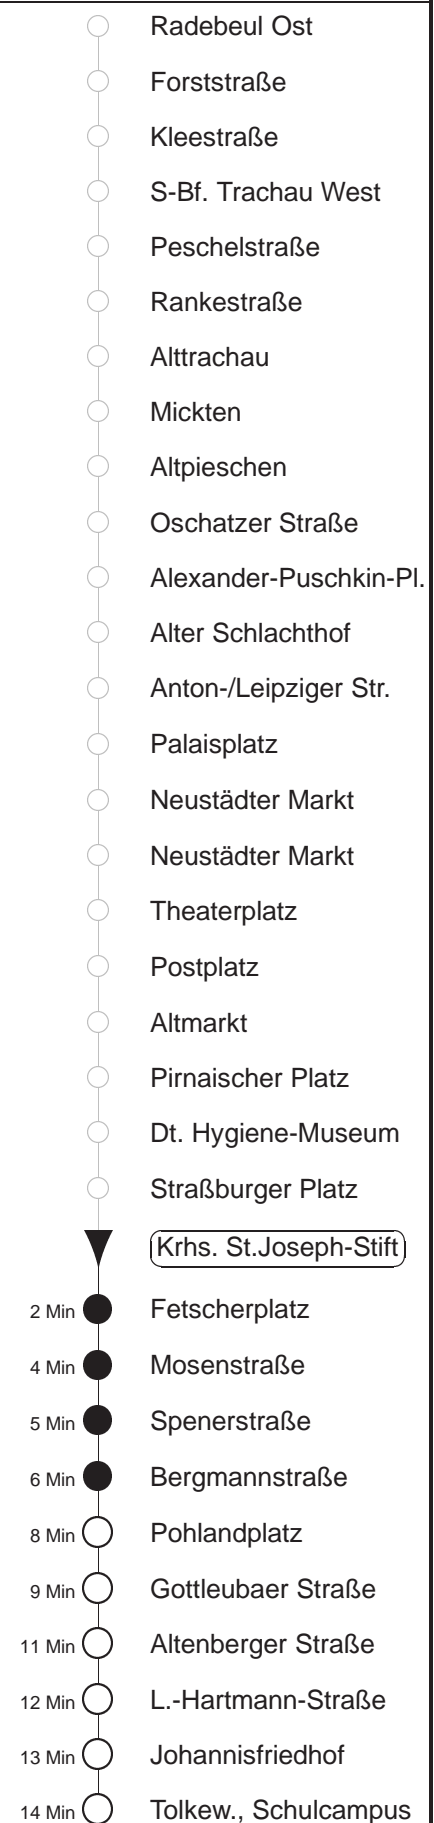 Radebeul Ost
Forststraße
Kleestraße
S-Bf. Trachau West
Peschelstraße
Rankestraße
Alttrachau
Mickten
Altpieschen
Oschatzer Straße
Alexander-Puschkin-Pl.
Alter Schlachthof
Anton-/Leipziger Str.
Palaisplatz
Neustädter Markt
Neustädter Markt
Theaterplatz
Postplatz
Altmarkt
Pirnaischer Platz
Dt. Hygiene-Museum
Straßburger Platz
Krhs. St.Joseph-Stift
2 Min Fetscherplatz
4 Min Mosenstraße
5 Min Spenerstraße
6 Min Bergmannstraße
8 Min Pohlandplatz
9 Min Gottleubaer Straße
11 Min Altenberger Straße
12 Min L.-Hartmann-Straße
13 Min Johannisfriedhof
14 Min Tolkew., Schulcampus